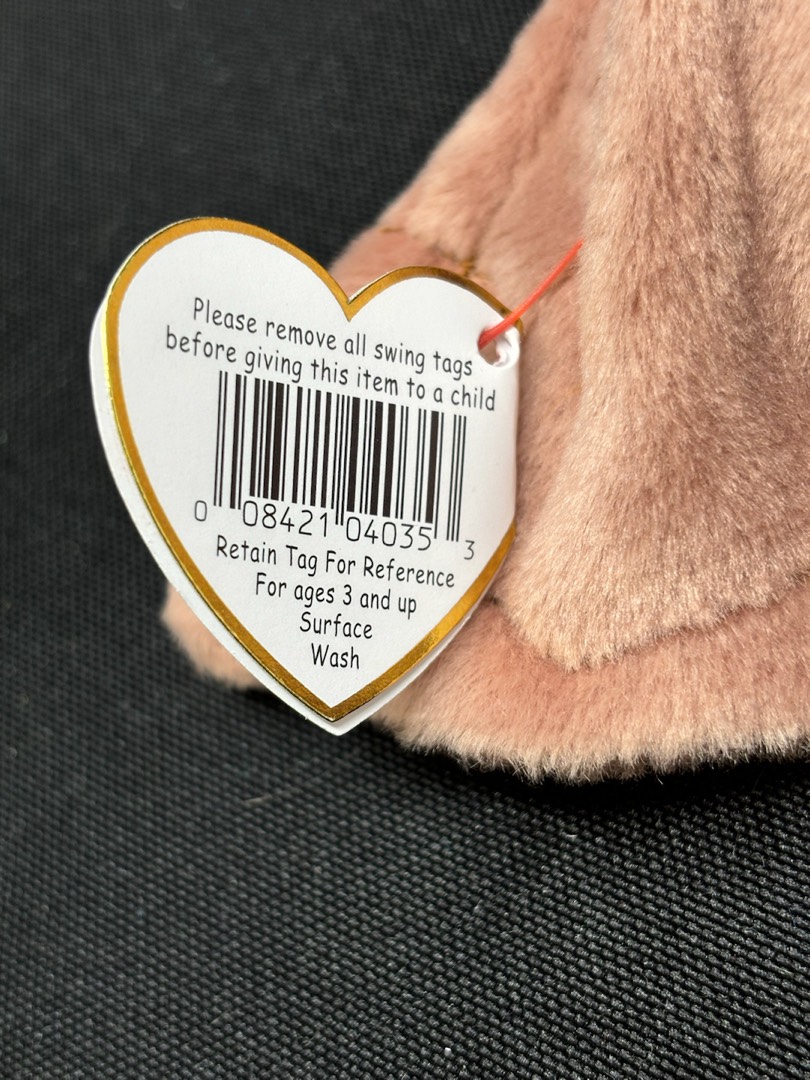 Please remove all swing tags
before giving this item to a child
0 08421 04035 3
Retain Tag For Reference
For ages 3 and up
Surface
Wash